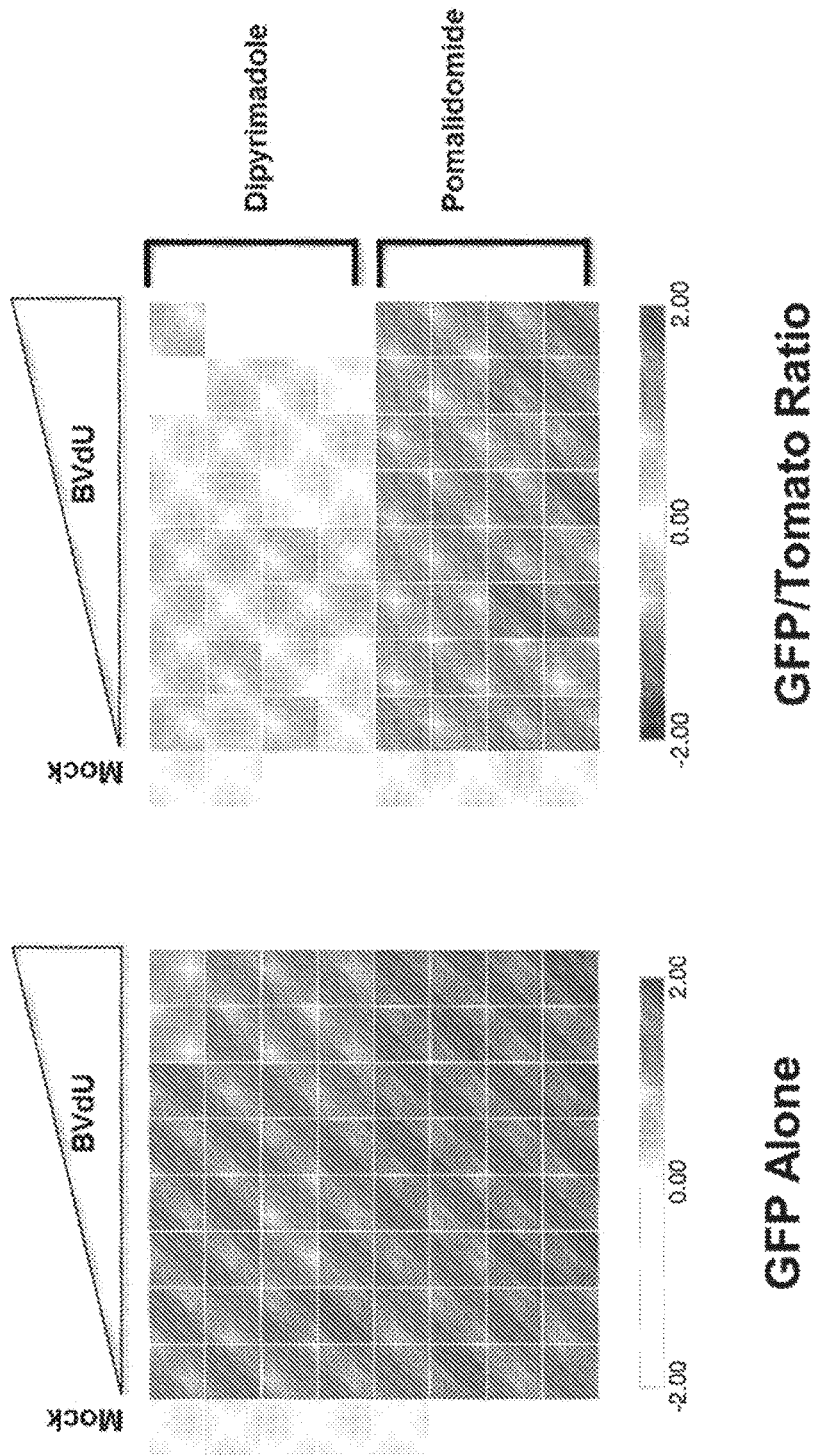 Mock
BVdU
-2.00
0.00
2.00
GFP Alone
Mock
BVdU
Dipyrimadole
Pomalidomide
-2.00
0.00
2.00
GFP/Tomato Ratio